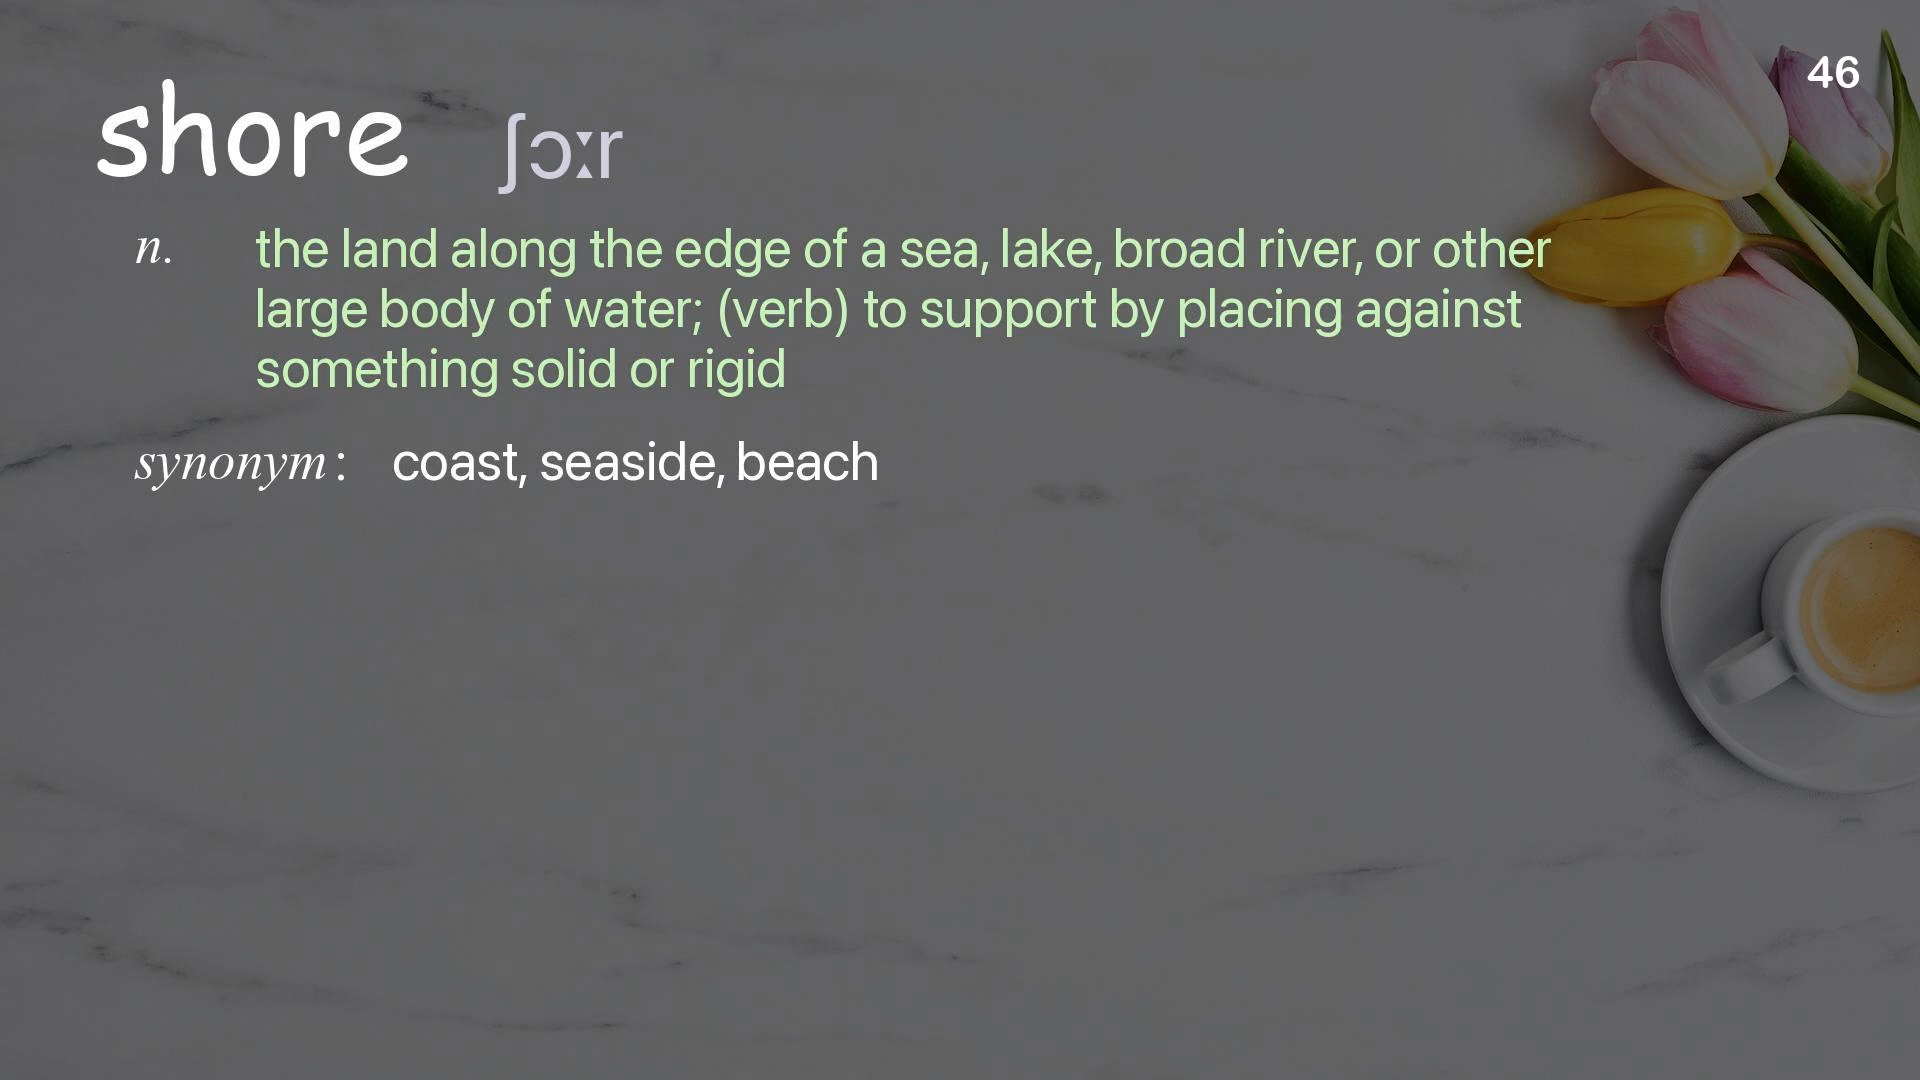 46
shore ʃɔːr
n. the land along the edge of a sea, lake, broad river, or other
large body of water; (verb) to support by placing against
something solid or rigid
synonym: coast, seaside, beach